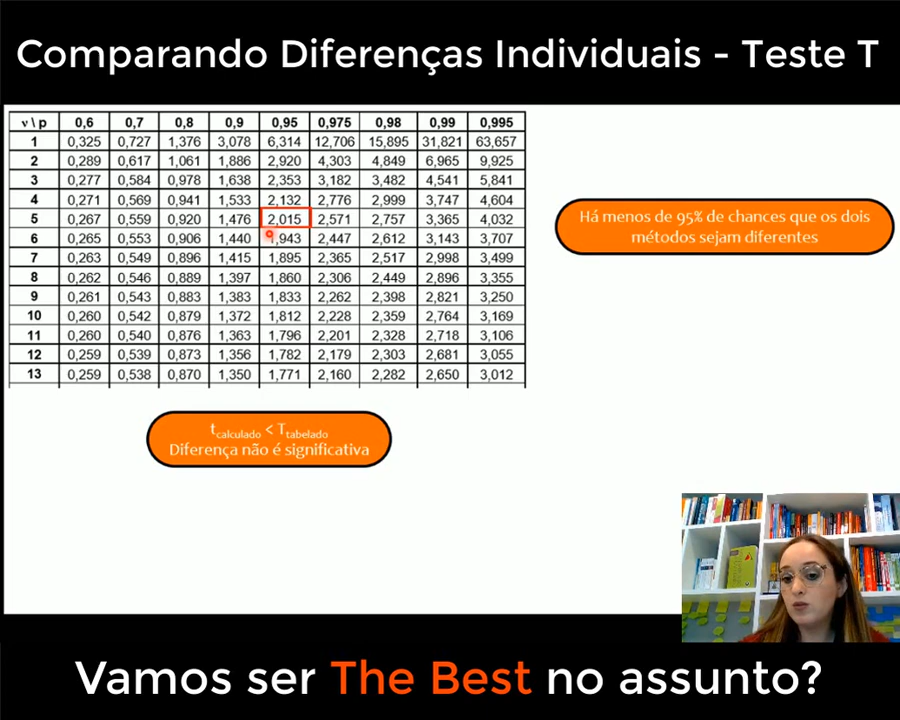 Comparando Diferenças Individuais - Teste T
ν \ p 0,6 0,7 0,8 0,9 0,95 0,975 0,98 0,99 0,995
1 0,325 0,727 1,376 3,078 6,314 12,706 15,895 31,821 63,657
2 0,289 0,617 1,061 1,886 2,920 4,303 4,849 6,965 9,925
3 0,277 0,584 0,978 1,638 2,353 3,182 3,482 4,541 5,841
4 0,271 0,569 0,941 1,533 2,132 2,776 2,999 3,747 4,604
5 0,267 0,559 0,920 1,476 2,015 2,571 2,757 3,365 4,032
6 0,265 0,553 0,906 1,440 1,943 2,447 2,612 3,143 3,707
7 0,263 0,549 0,896 1,415 1,895 2,365 2,517 2,998 3,499
8 0,262 0,546 0,889 1,397 1,860 2,306 2,449 2,896 3,355
9 0,261 0,543 0,883 1,383 1,833 2,262 2,398 2,821 3,250
10 0,260 0,542 0,879 1,372 1,812 2,228 2,359 2,764 3,169
11 0,260 0,540 0,876 1,363 1,796 2,201 2,328 2,718 3,106
12 0,259 0,539 0,873 1,356 1,782 2,179 2,303 2,681 3,055
13 0,259 0,538 0,870 1,350 1,771 2,160 2,282 2,650 3,012
Há menos de 95% de chances que os dois
métodos sejam diferentes
tcalculado < Ttabelado
Diferença não é significativa
Vamos ser The Best no assunto?